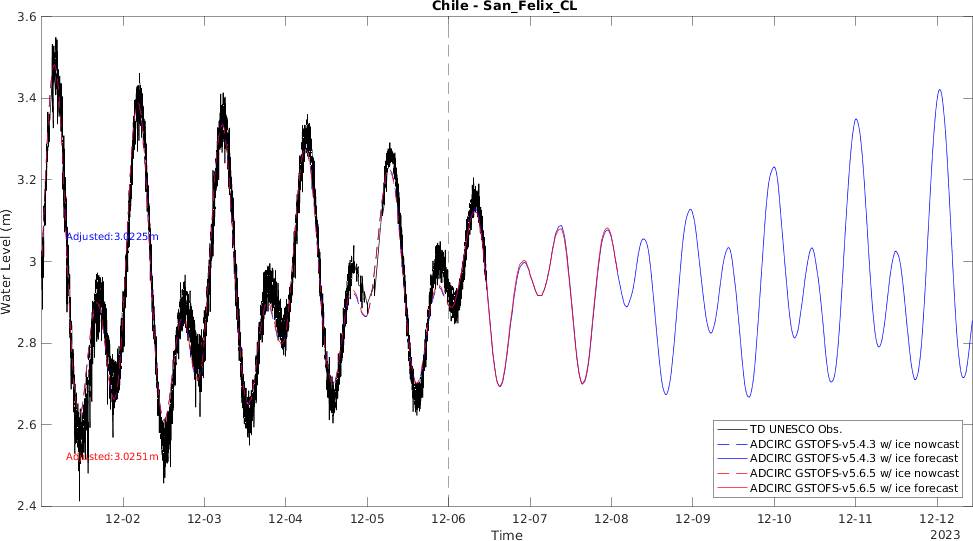 Chile - San_Felix_CL
Water Level (m)
3.6
3.4
3.2
3
2.8
2.6
2.4
Adjusted:3.0225m
Adjusted:3.0251m
TD UNESCO Obs.
ADCIRC GSTOFS-v5.4.3 w/ ice nowcast
ADCIRC GSTOFS-v5.4.3 w/ ice forecast
ADCIRC GSTOFS-v5.6.5 w/ ice nowcast
ADCIRC GSTOFS-v5.6.5 w/ ice forecast
12-02 12-03 12-04 12-05 12-06 12-07 12-08 12-09 12-10 12-11 12-12
2023
Time